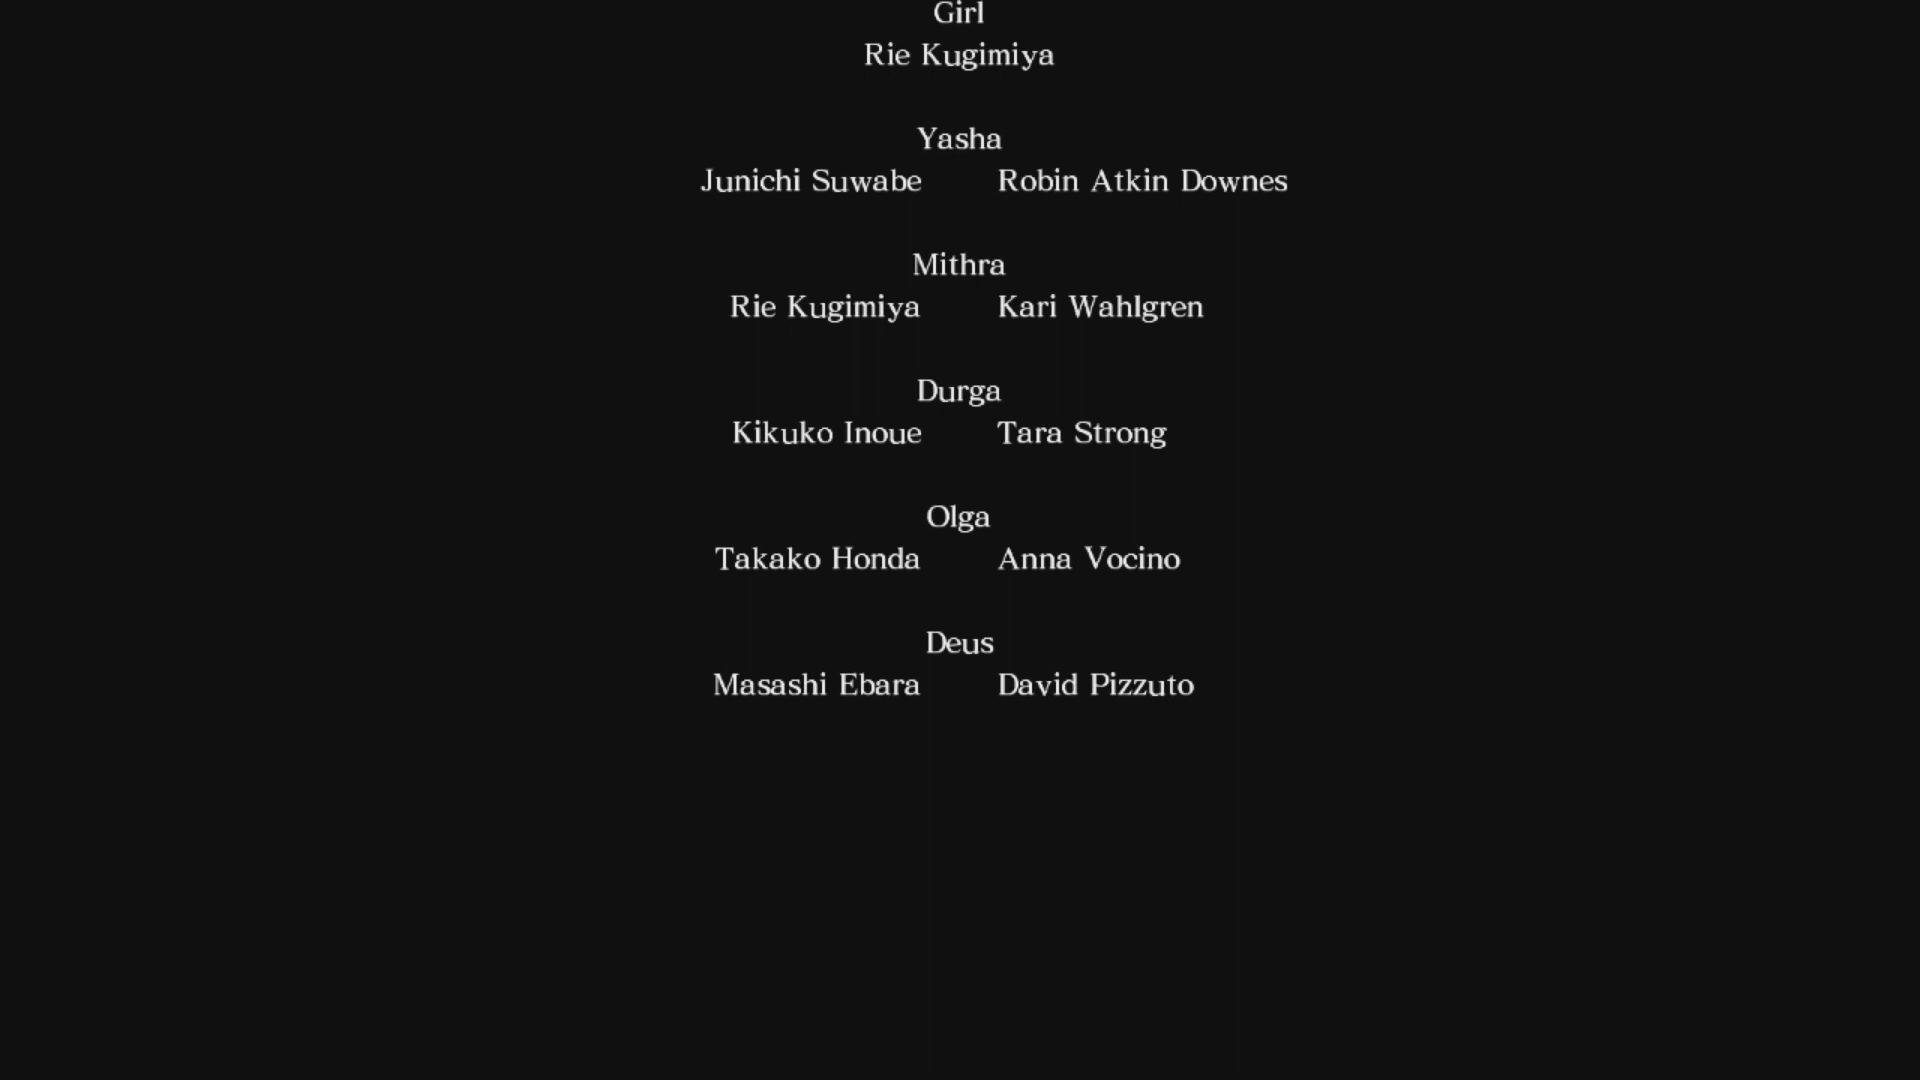 Girl
Rie Kugimiya
Yasha
Junichi Suwabe Robin Atkin Downes
Mithra
Rie Kugimiya Kari Wahlgren
Durga
Kikuko Inoue Tara Strong
Olga
Takako Honda Anna Vocino
Deus
Masashi Ebara David Pizzuto